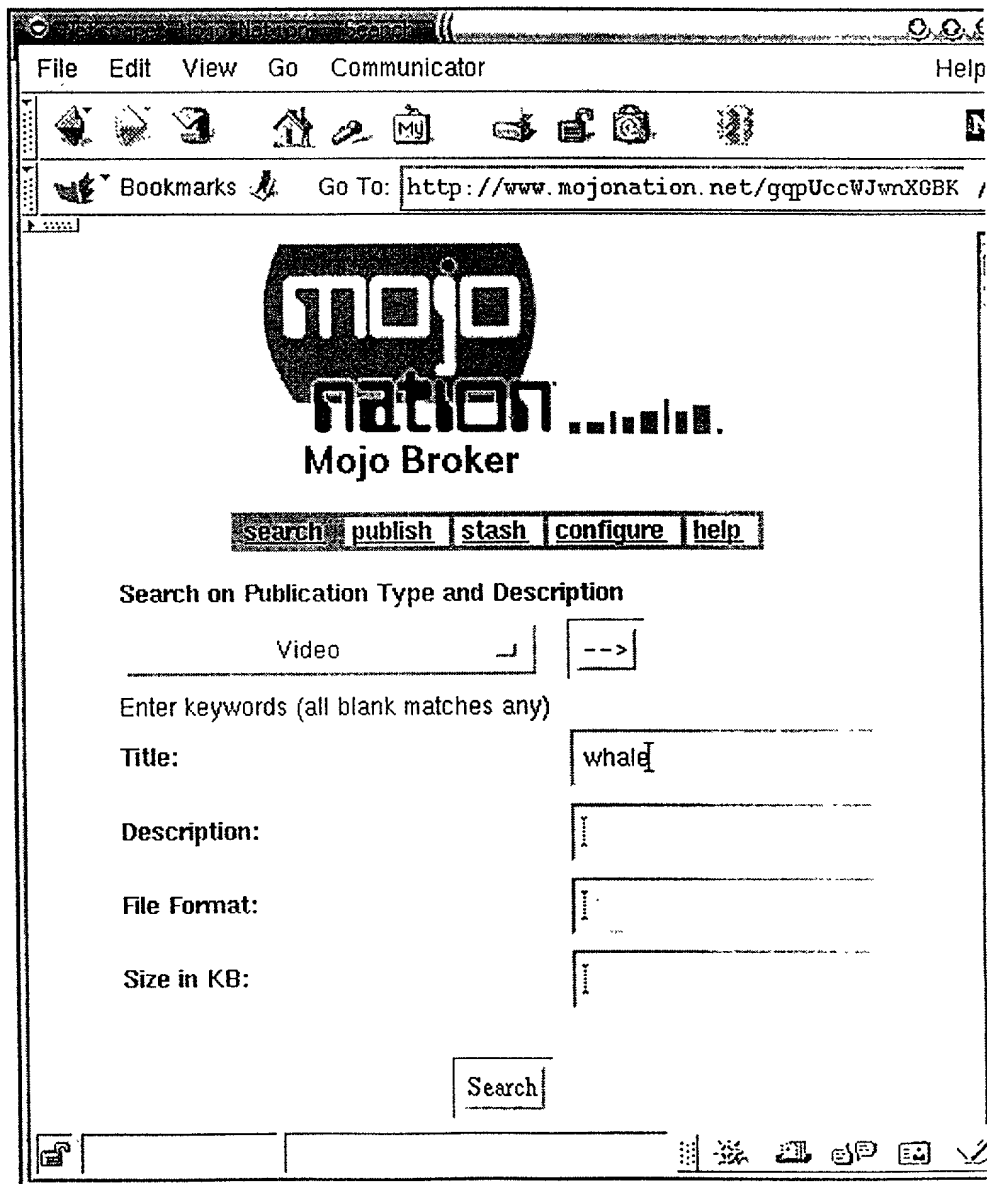 File Edit View Go Communicator Help
My
Bookmarks Go To: http://www.mojonation.net/gqpUccWJwnXGBK /
mojo
nation
Mojo Broker
search publish stash configure help
Search on Publication Type and Description
Video -->
Enter keywords (all blank matches any)
Title: whale
Description:
File Format:
Size in KB:
Search